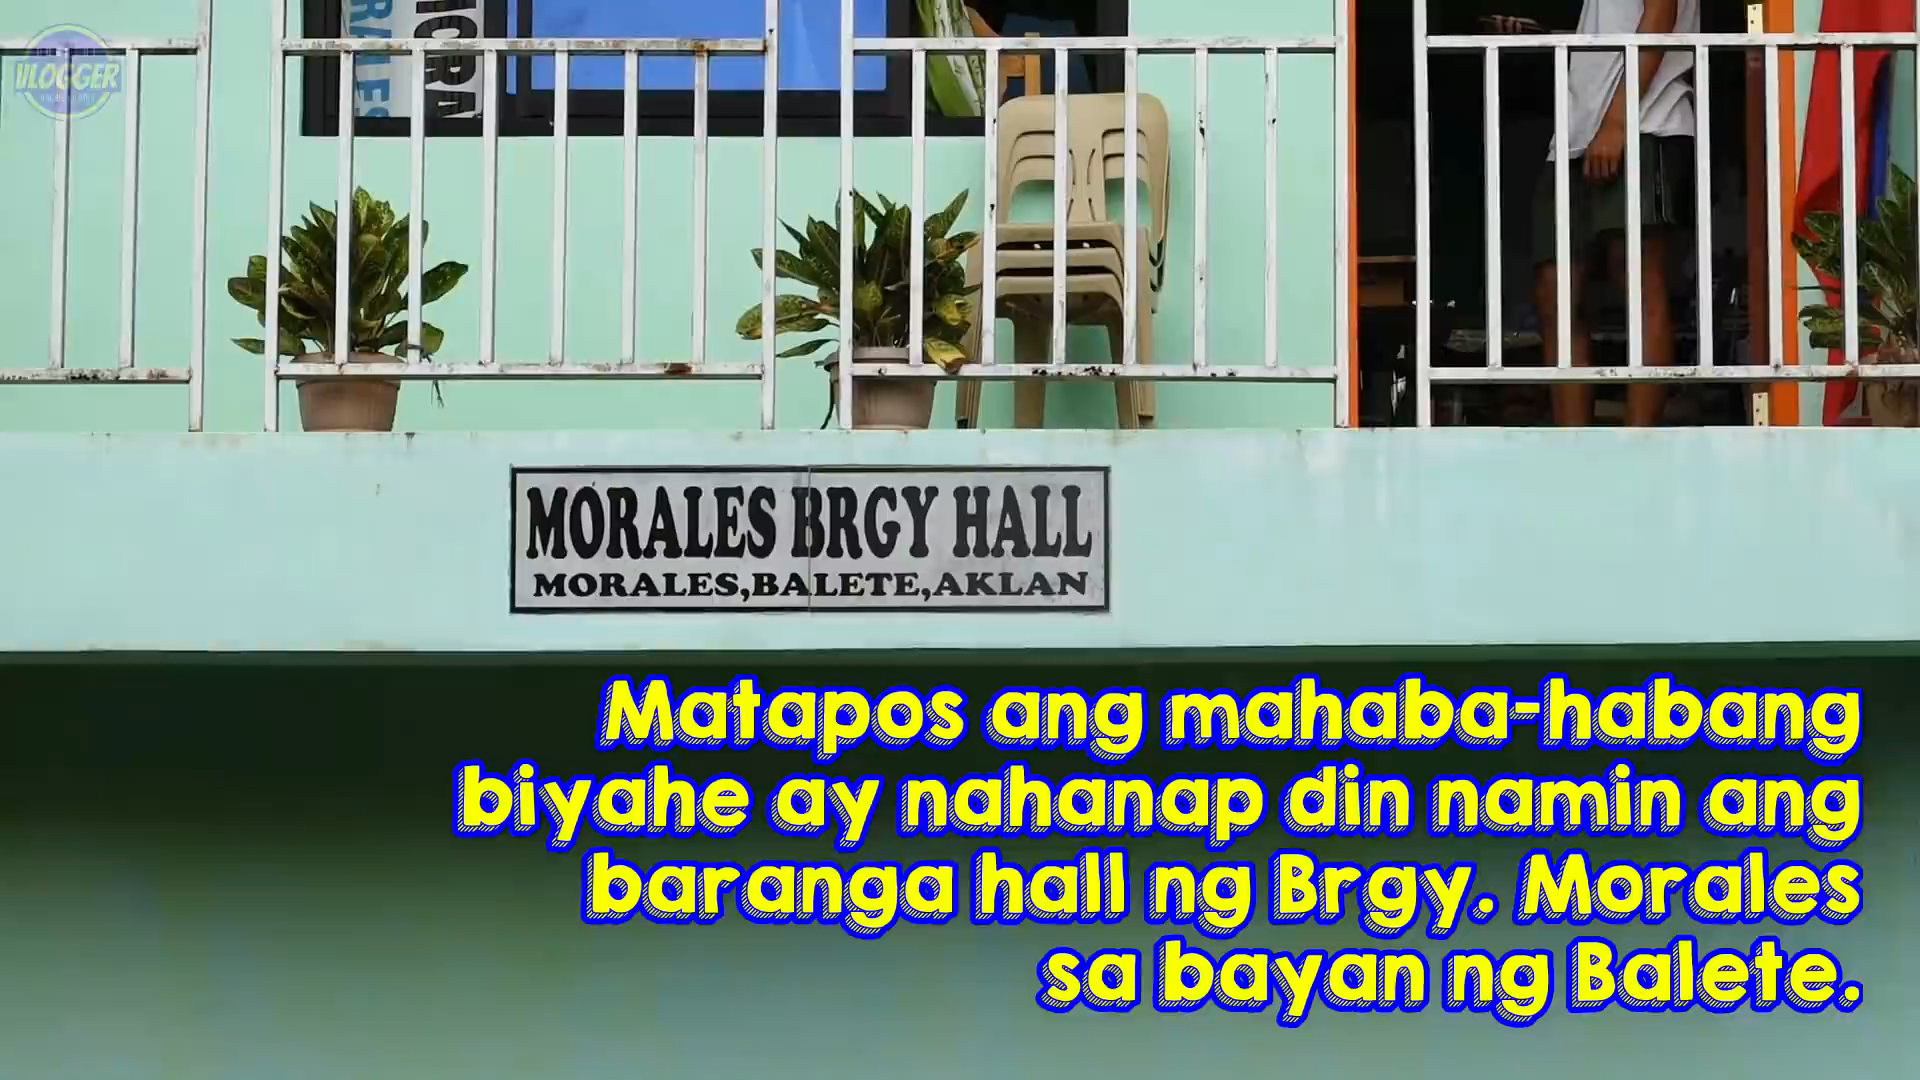 VLOGGER
MORALES BRGY HALL
MORALES,BALETE,AKLAN
Matapos ang mahaba-habang
biyahe ay nahanap din namin ang
baranga hall ng Brgy. Morales
sa bayan ng Balete.